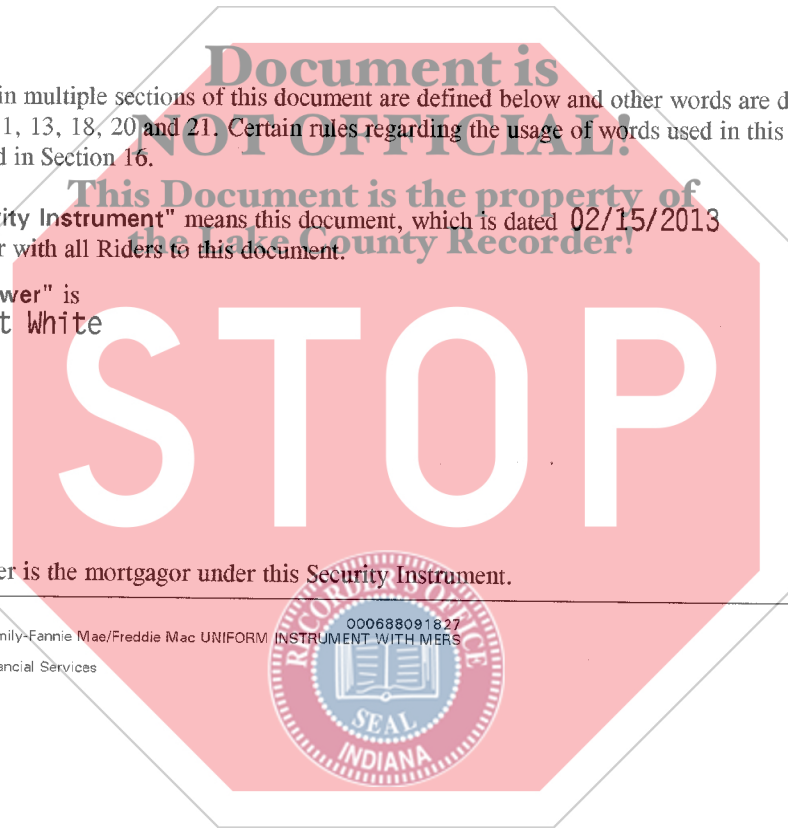 Document is
in multiple sections of this document are defined below and other words are d
1, 13, 18, 20 and 21. Certain rules regarding the usage of words used in this
NOT OFFICIAL!
d in Section 16.
This Document is the property of
ity Instrument" means this document, which is dated 02/15/2013
the Lake County Recorder!
r with all Riders to this document.
wer" is
t White
STOP
er is the mortgagor under this Security Instrument.
000688091827
mily-Fannie Mae/Freddie Mac UNIFORM INSTRUMENT WITH MERS
ancial Services
RECORDER'S OFFICE
SEAL
INDIANA